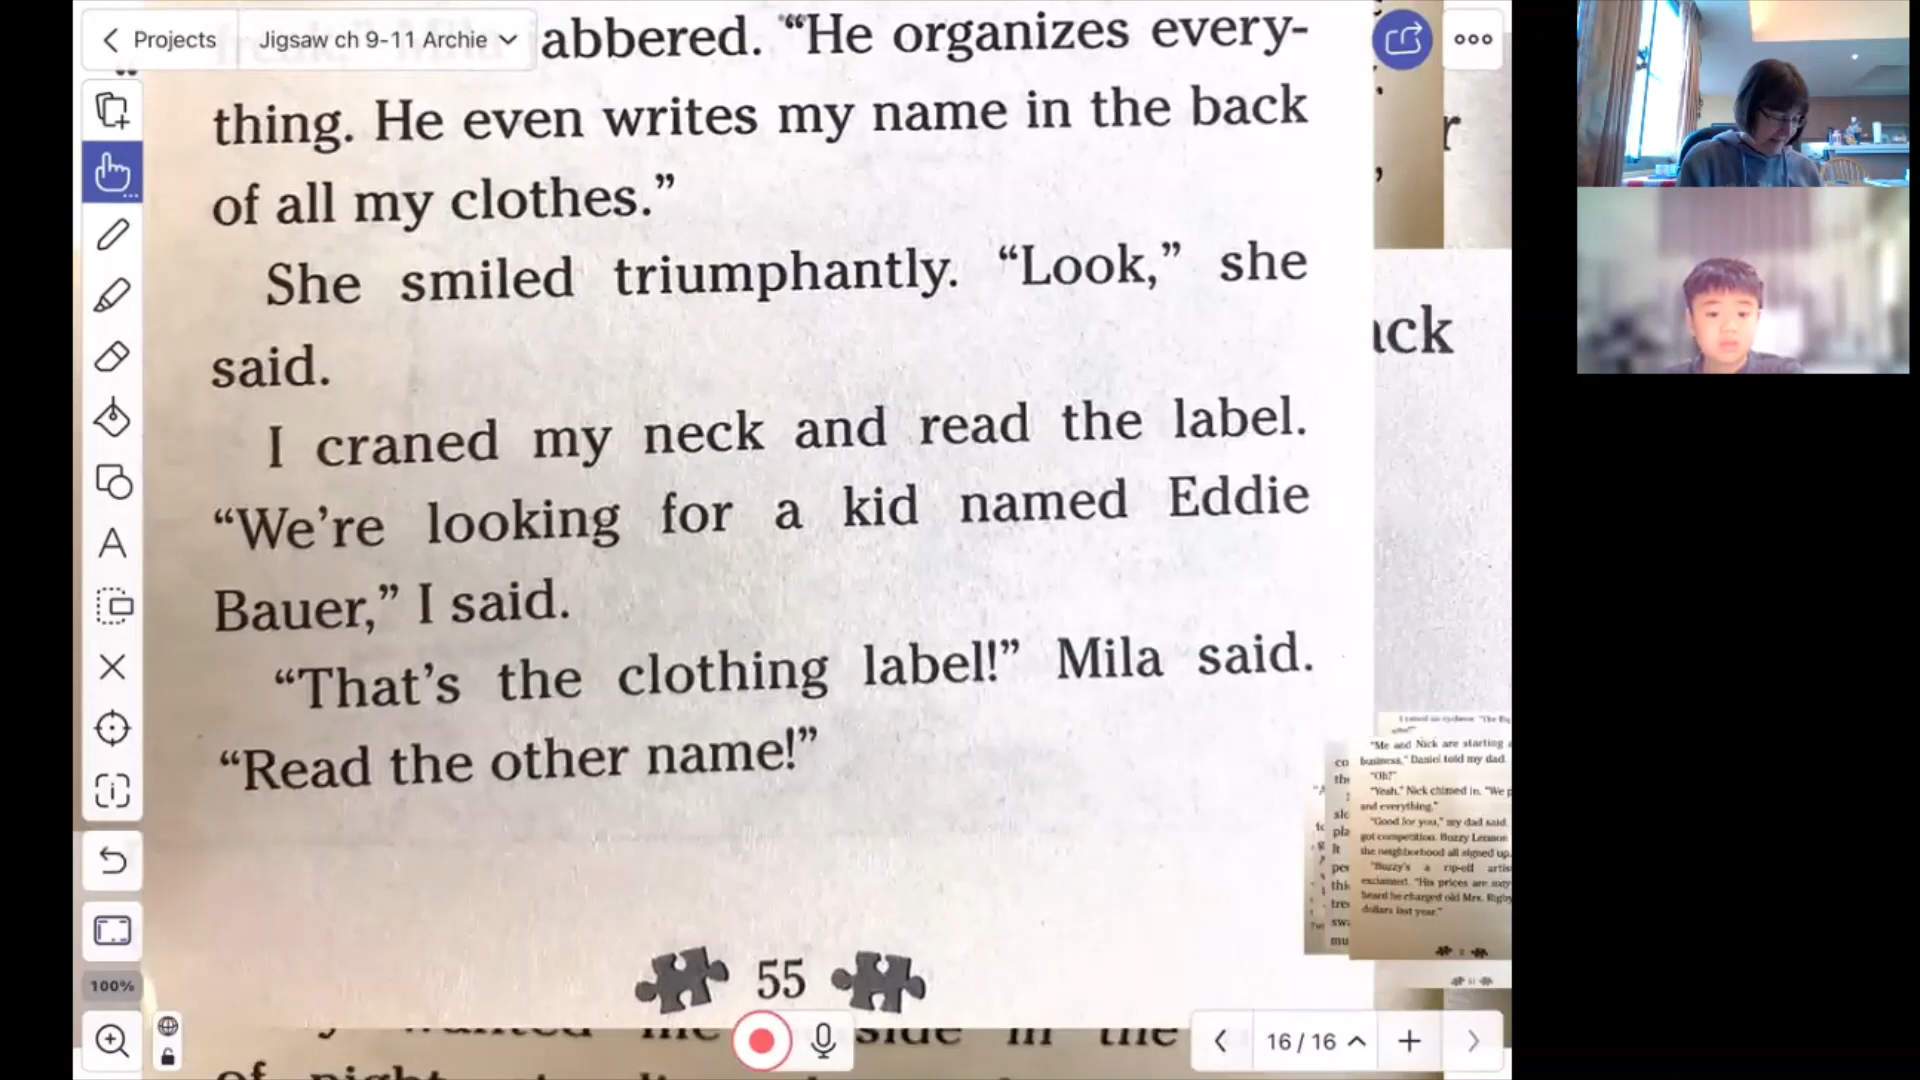 Projects
Jigsaw ch 9-11 Archie
abbered. “He organizes every-
thing. He even writes my name in the back
of all my clothes.”
She smiled triumphantly. “Look,” she
said.
I craned my neck and read the label.
“We’re looking for a kid named Eddie
Bauer,” I said.
“That’s the clothing label!” Mila said.
“Read the other name!”
55
ack
"Me and Nick are starting a
business," Daniel told my dad.
"Oh?"
"Yeah," Nick chimed in. "We p
and everything."
"Good for you," my dad said.
got competition. Buzzy Lennox
the neighborhood all signed up.
"Buzzy's a rip-off artis
exclaimed. "His prices are
heard he charged old Mrs. Rigby
dollars last year."
100%
16 / 16